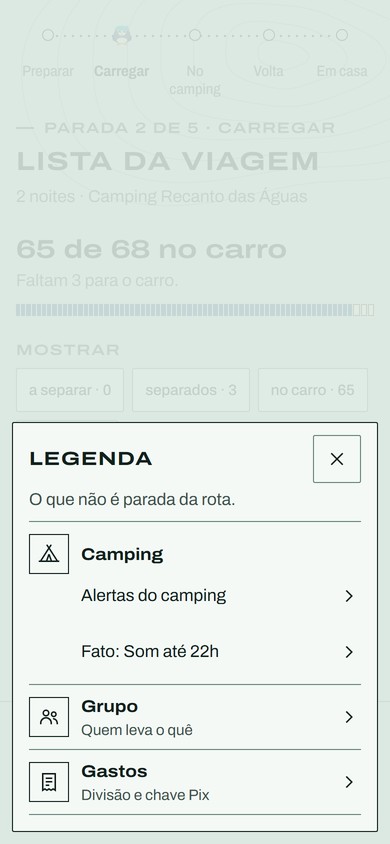 Preparar
Carregar
No camping
Volta
Em casa
— PARADA 2 DE 5 · CARREGAR
LISTA DA VIAGEM
2 noites · Camping Recanto das Águas
65 de 68 no carro
Faltam 3 para o carro.
MOSTRAR
a separar · 0
separados · 3
no carro · 65
LEGENDA
O que não é parada da rota.
Camping
Alertas do camping
Fato: Som até 22h
Grupo
Quem leva o quê
Gastos
Divisão e chave Pix